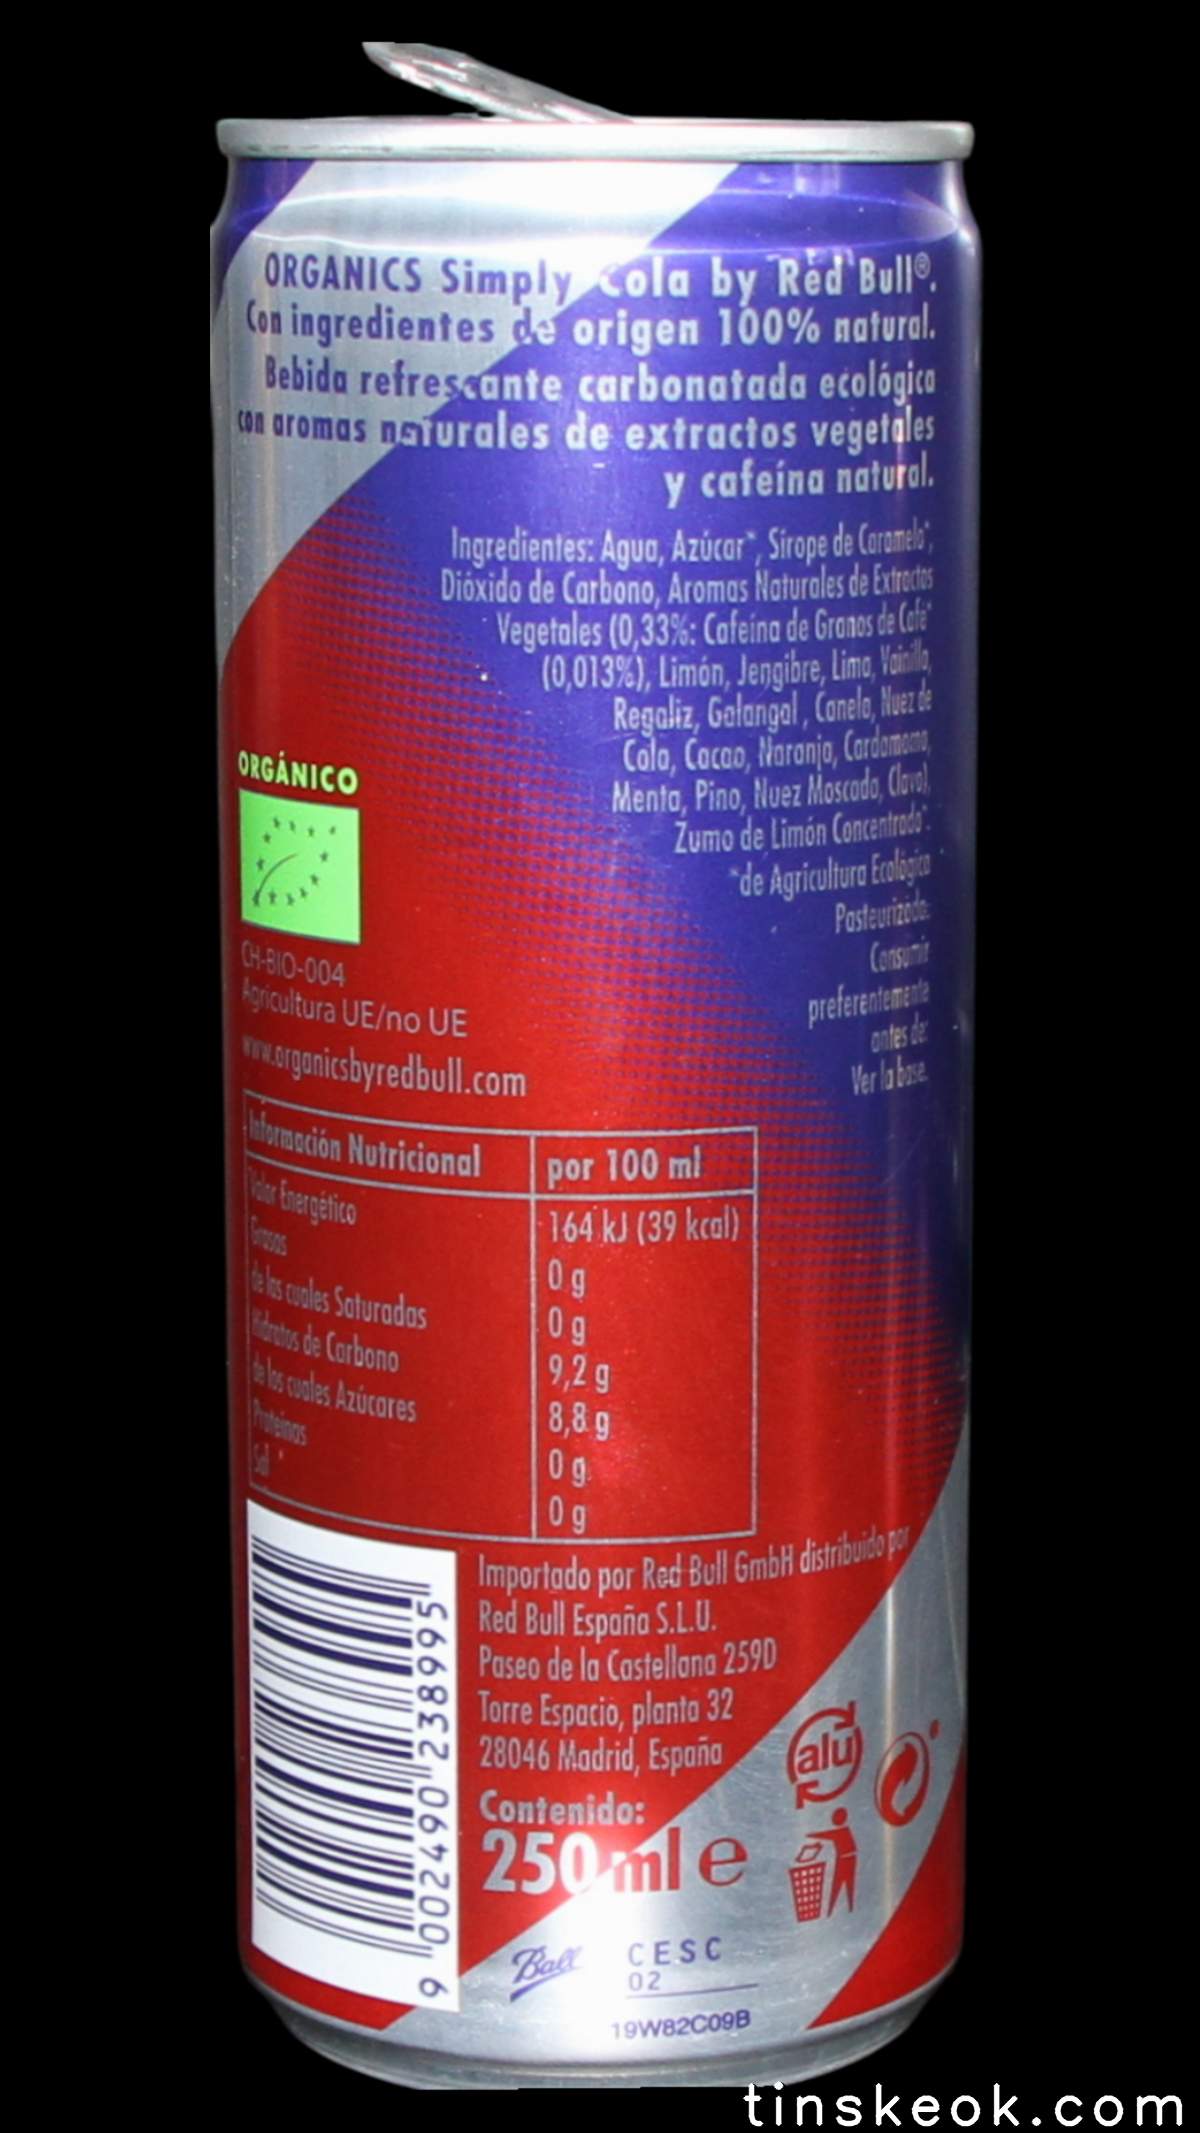 ORGANICS Simply Cola by Red Bull®.
Con ingredientes de origen 100% natural.
Bebida refrescante carbonatada ecológica
con aromas naturales de extractos vegetales
y cafeína natural.
Ingredientes: Agua, Azúcar*, Sirope de Caramelo*,
Dióxido de Carbono, Aromas Naturales de Extractos
Vegetales (0,33%: Cafeína de Granos de Café*
(0,013%), Limón, Jengibre, Lima, Vainilla,
Regaliz, Galangal, Canela, Nuez de
Cola, Cacao, Naranja, Cardamomo,
Menta, Pino, Nuez Moscada, Clavo),
Zumo de Limón Concentrado*.
*de Agricultura Ecológica
Pasteurizada.
Consumir
preferentemente
antes de:
Ver la base.
ORGÁNICO
CH-BIO-004
Agricultura UE/no UE
www.organicsbyredbull.com
Información Nutricional por 100 ml
Valor Energético 164 kJ (39 kcal)
Grasas 0 g
de las cuales Saturadas 0 g
Hidratos de Carbono 9,2 g
de los cuales Azúcares 8,8 g
Proteínas 0 g
Sal 0 g
Importado por Red Bull GmbH distribuido por
Red Bull España S.L.U.
Paseo de la Castellana 259D
Torre Espacio, planta 32
28046 Madrid, España
Contenido:
250 ml e
alu
9 002490 238995
Ball CESC
02
19W82C09B
tinskeok.com